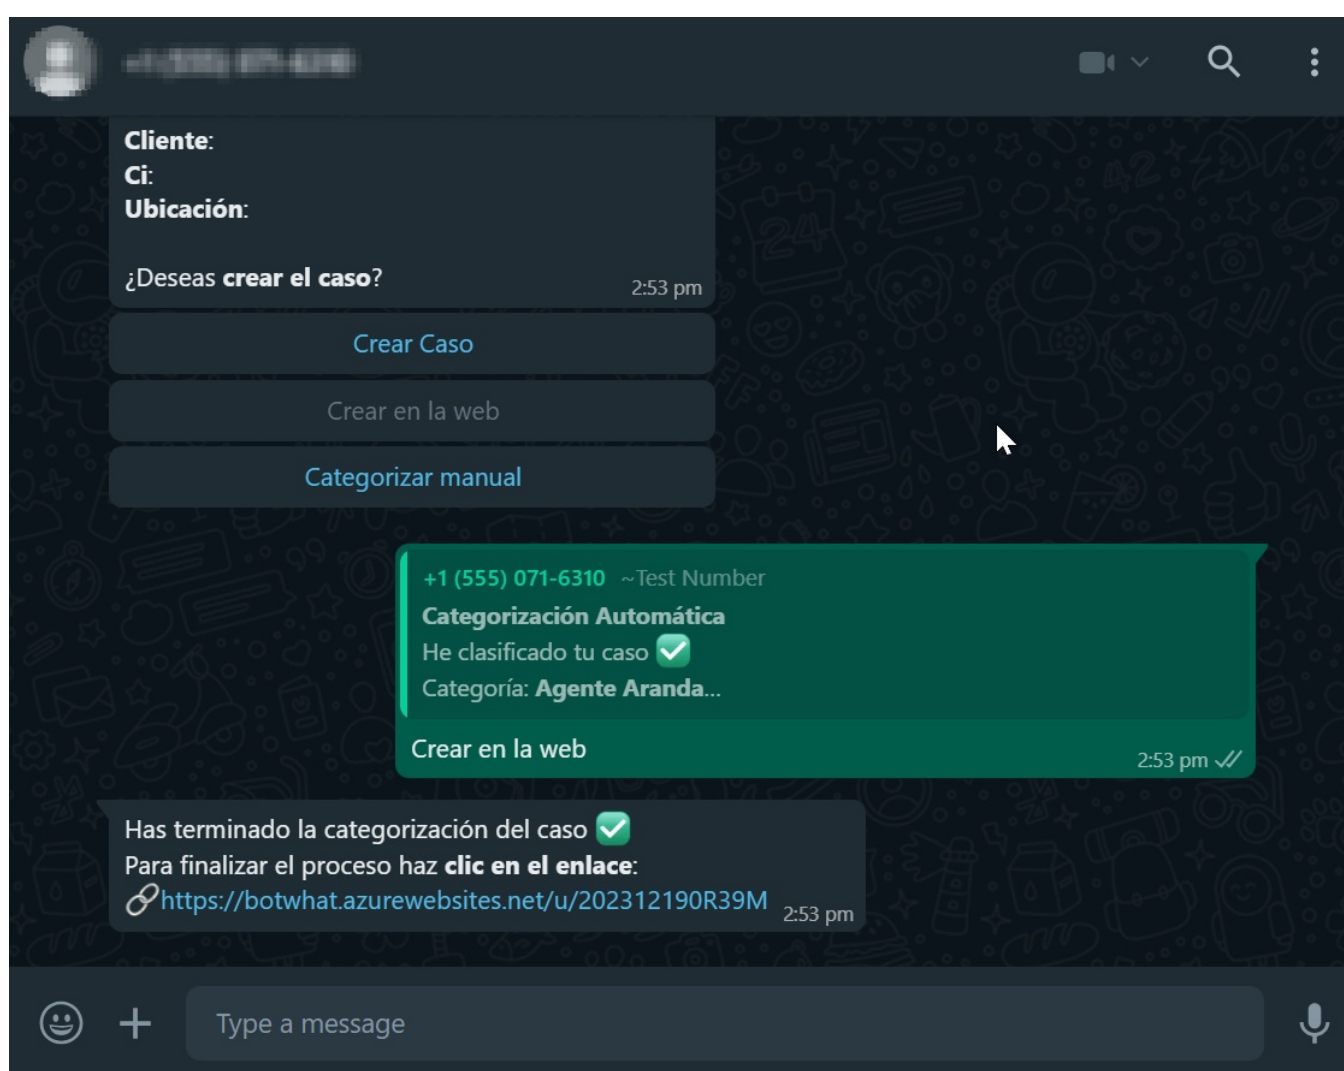 Cliente:
Ci:
Ubicación:
¿Deseas crear el caso?
2:53 pm
Crear Caso
Crear en la web
Categorizar manual
+1 (555) 071-6310 ~Test Number
Categorización Automática
He clasificado tu caso ✅
Categoría: Agente Aranda...
Crear en la web
2:53 pm
Has terminado la categorización del caso ✅
Para finalizar el proceso haz clic en el enlace:
🔗https://botwhat.azurewebsites.net/u/202312190R39M
2:53 pm
Type a message